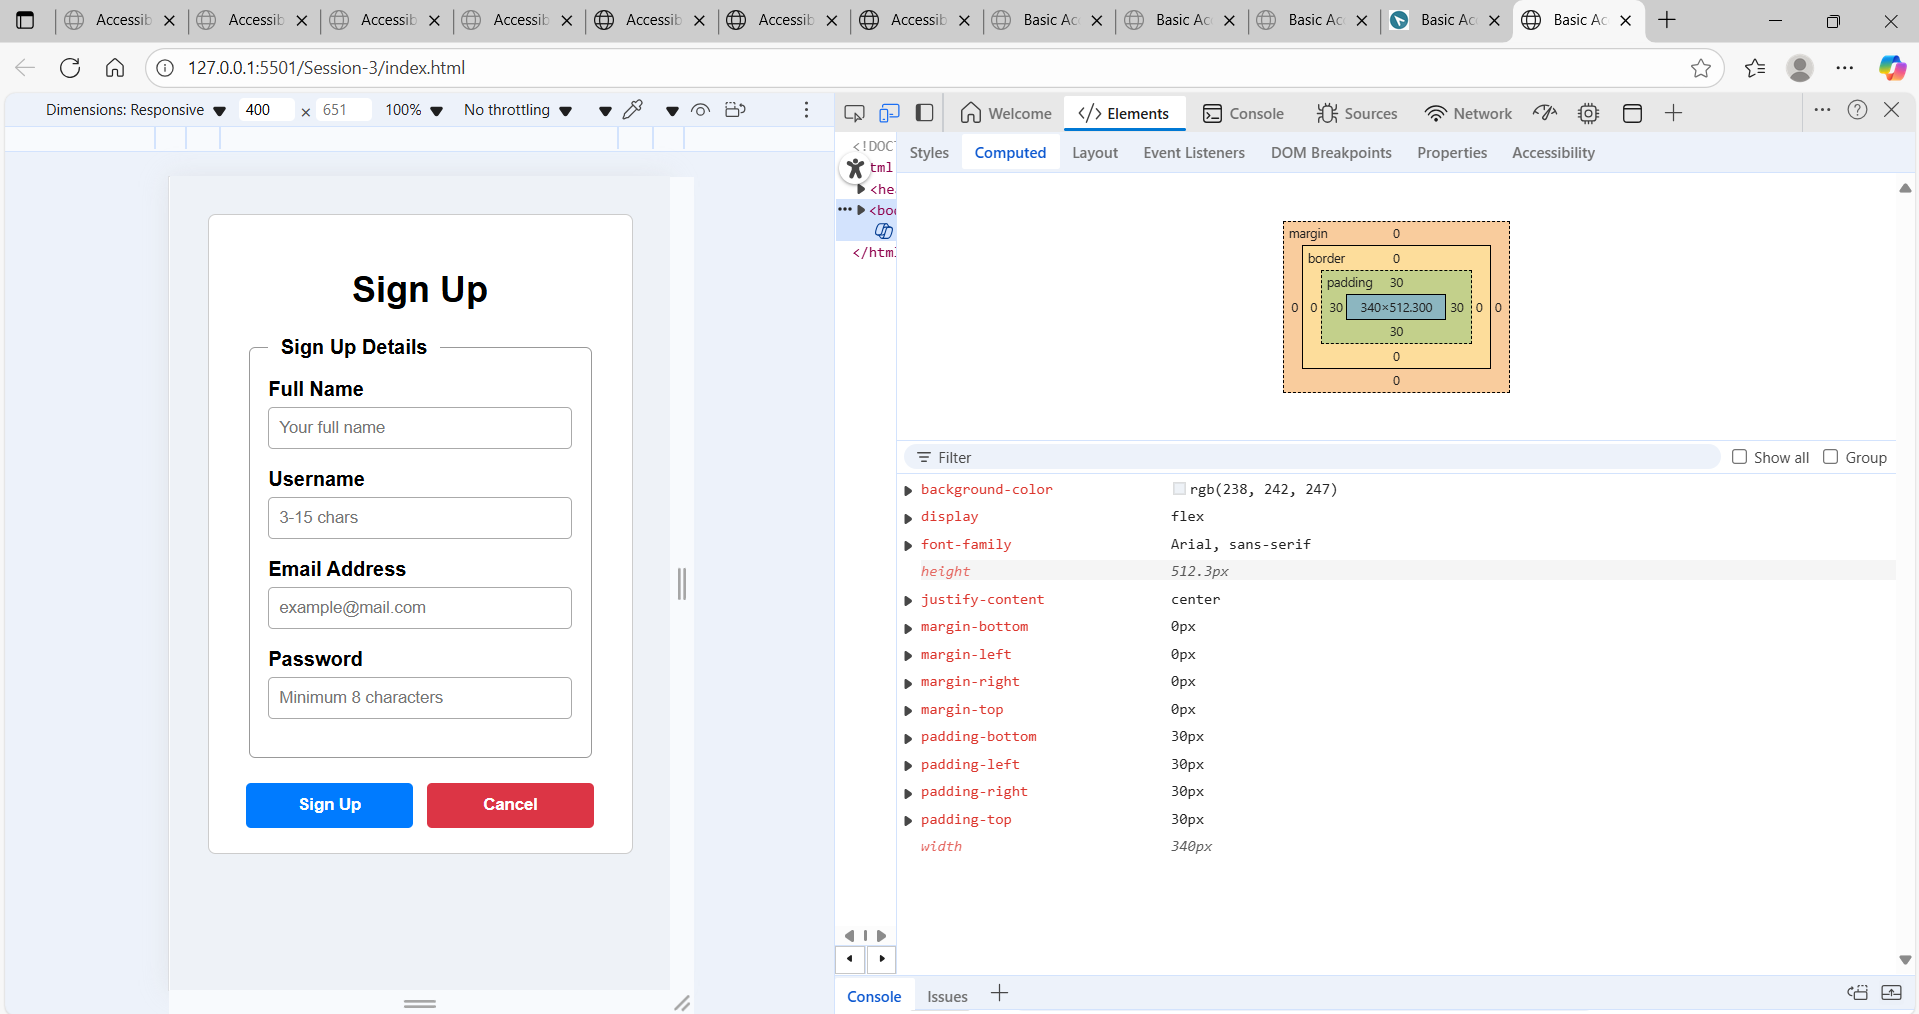 Accessib
Accessib
Accessib
Accessib
Accessib
Accessib
Accessib
Basic Ac
Basic Ac
Basic Ac
Basic Ac
Basic Ac
127.0.0.1:5501/Session-3/index.html
Dimensions: Responsive 400 x 651 100% No throttling
Sign Up
Sign Up Details
Full Name
Your full name
Username
3-15 chars
Email Address
example@mail.com
Password
Minimum 8 characters
Sign Up Cancel
Welcome </> Elements Console Sources Network
<!DOC
tml
<he
<bo
</html
Styles Computed Layout Event Listeners DOM Breakpoints Properties Accessibility
margin 0
border 0
padding 30
0 0 30 340×512.300 30 0 0
30
0
0
Filter Show all Group
background-color rgb(238, 242, 247)
display flex
font-family Arial, sans-serif
height 512.3px
justify-content center
margin-bottom 0px
margin-left 0px
margin-right 0px
margin-top 0px
padding-bottom 30px
padding-left 30px
padding-right 30px
padding-top 30px
width 340px
Console Issues